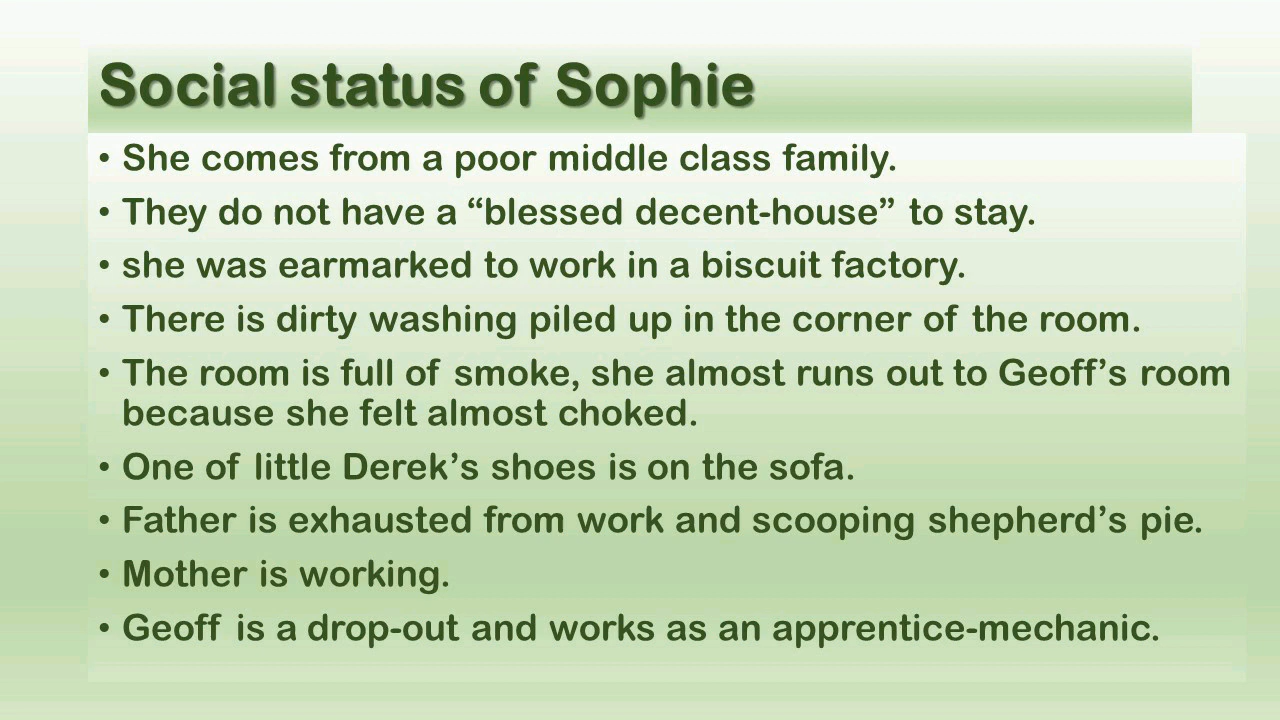 Social status of Sophie
• She comes from a poor middle class family.
• They do not have a “blessed decent-house” to stay.
• she was earmarked to work in a biscuit factory.
• There is dirty washing piled up in the corner of the room.
• The room is full of smoke, she almost runs out to Geoff’s room
because she felt almost choked.
• One of little Derek’s shoes is on the sofa.
• Father is exhausted from work and scooping shepherd’s pie.
• Mother is working.
• Geoff is a drop-out and works as an apprentice-mechanic.